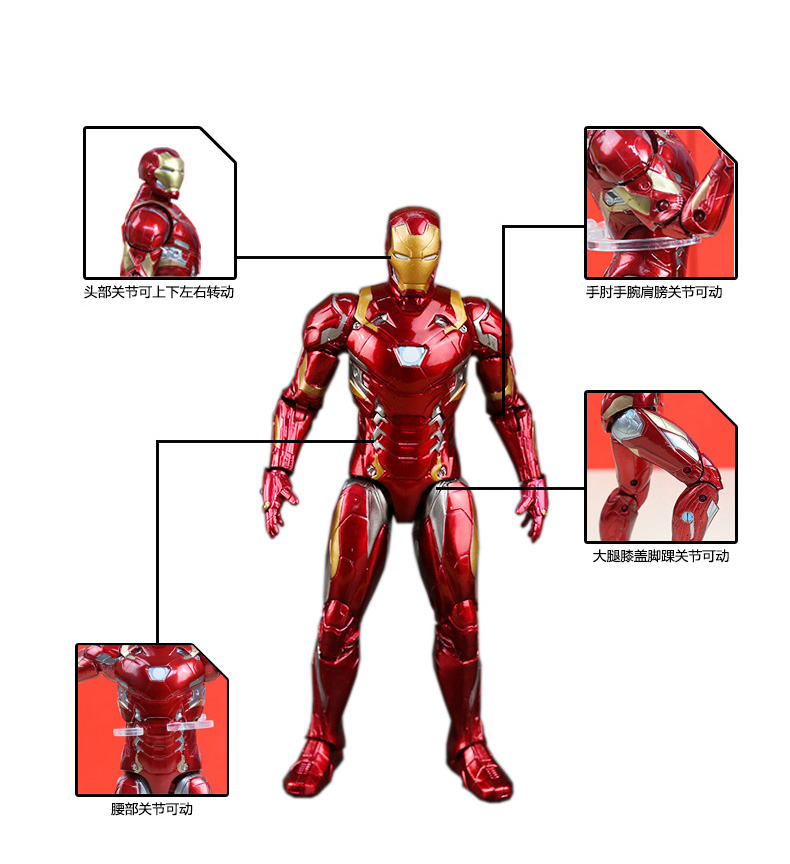 头部关节可上下左右转动
手肘手腕肩膀关节可动
大腿膝盖脚踝关节可动
腰部关节可动